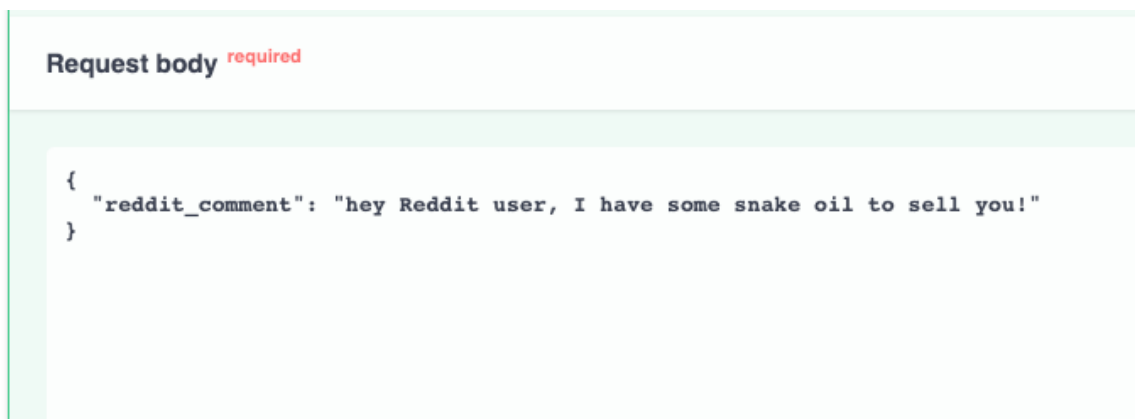 Request body required
{
"reddit_comment": "hey Reddit user, I have some snake oil to sell you!"
}